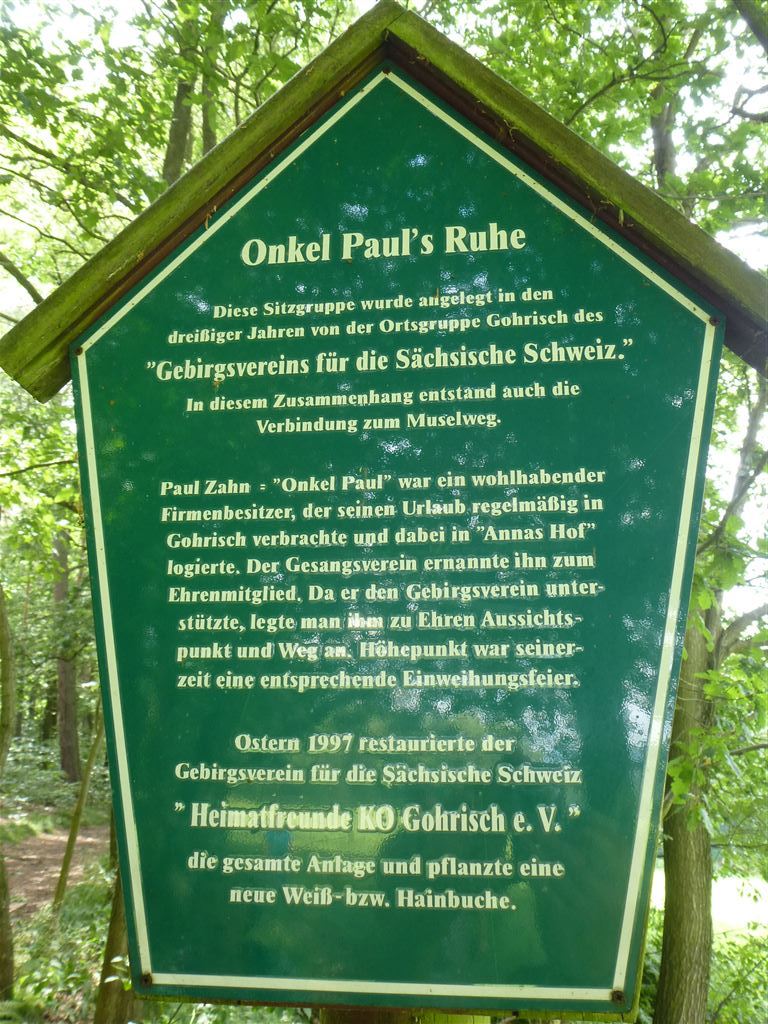 Onkel Paul's Ruhe
Diese Sitzgruppe wurde angelegt in den
dreißiger Jahren von der Ortsgruppe Gohrisch des
"Gebirgsvereins für die Sächsische Schweiz."
In diesem Zusammenhang entstand auch die
Verbindung zum Muselweg.
Paul Zahn = "Onkel Paul" war ein wohlhabender
Firmenbesitzer, der seinen Urlaub regelmäßig in
Gohrisch verbrachte und dabei in "Annas Hof"
logierte. Der Gesangsverein ernannte ihn zum
Ehrenmitglied. Da er den Gebirgsverein unter-
stützte, legte man ihm zu Ehren Aussichts-
punkt und Weg an. Höhepunkt war seiner-
zeit eine entsprechende Einweihungsfeier.
Ostern 1997 restaurierte der
Gebirgsverein für die Sächsische Schweiz
"Heimatfreunde KO Gohrisch e. V."
die gesamte Anlage und pflanzte eine
neue Weiß-bzw. Hainbuche.